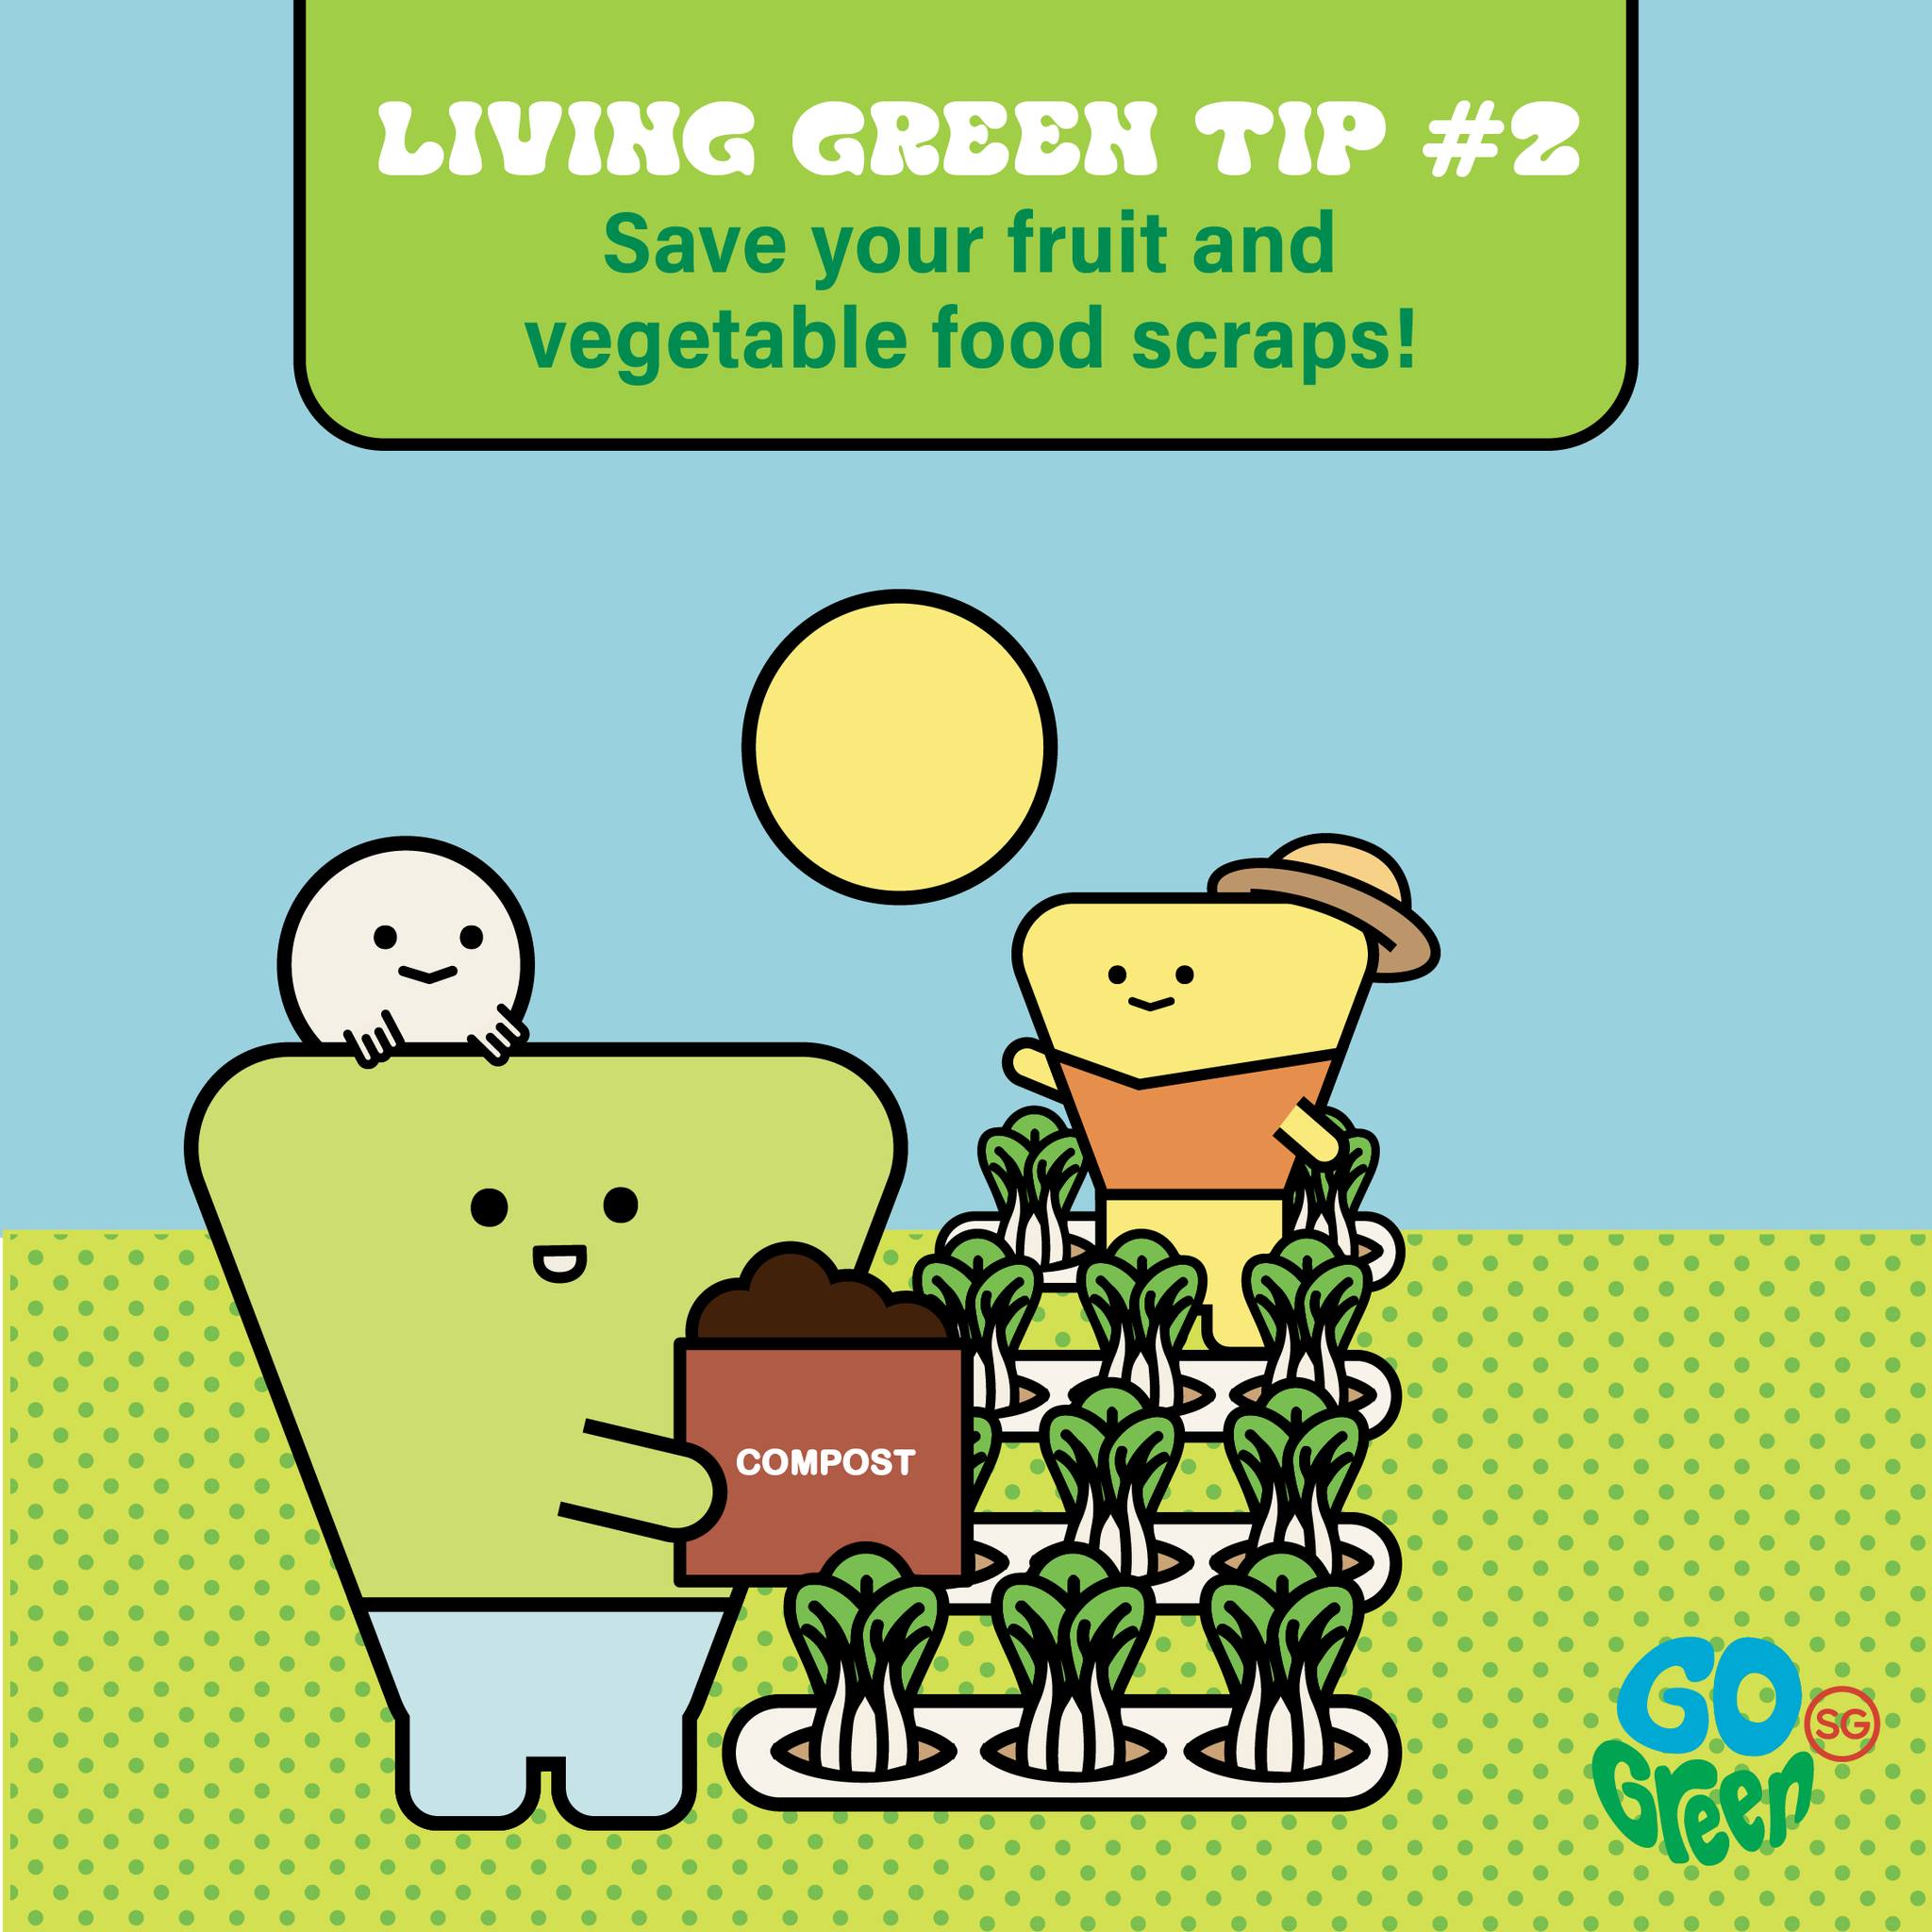 LIVING GREEN TIP #2
Save your fruit and
vegetable food scraps!
COMPOST
GO
SG
Green